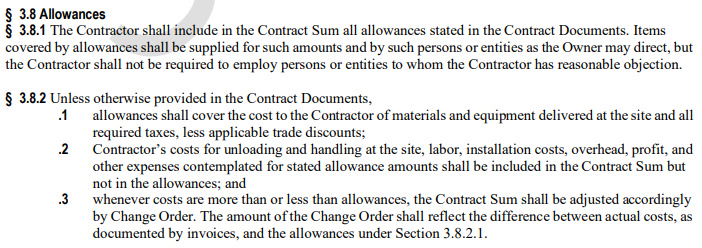 § 3.8 Allowances
§ 3.8.1 The Contractor shall include in the Contract Sum all allowances stated in the Contract Documents. Items
covered by allowances shall be supplied for such amounts and by such persons or entities as the Owner may direct, but
the Contractor shall not be required to employ persons or entities to whom the Contractor has reasonable objection.
§ 3.8.2 Unless otherwise provided in the Contract Documents,
.1 allowances shall cover the cost to the Contractor of materials and equipment delivered at the site and all
required taxes, less applicable trade discounts;
.2 Contractor’s costs for unloading and handling at the site, labor, installation costs, overhead, profit, and
other expenses contemplated for stated allowance amounts shall be included in the Contract Sum but
not in the allowances; and
.3 whenever costs are more than or less than allowances, the Contract Sum shall be adjusted accordingly
by Change Order. The amount of the Change Order shall reflect the difference between actual costs, as
documented by invoices, and the allowances under Section 3.8.2.1.